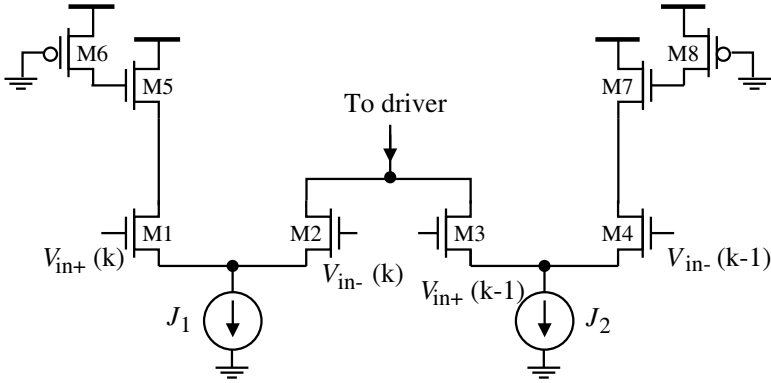 M6
M8
M5
M7
To driver
M1
M2
M3
M4
Vin+ (k)
Vin- (k)
Vin+ (k-1)
Vin- (k-1)
J1
J2